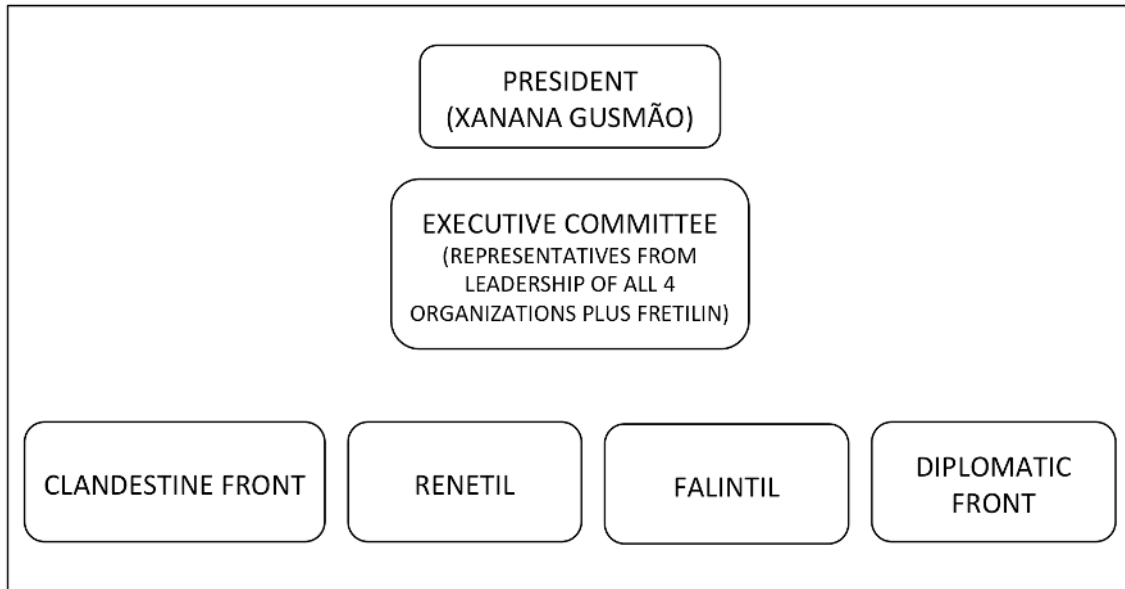 PRESIDENT
(XANANA GUSMÃO)
EXECUTIVE COMMITTEE
(REPRESENTATIVES FROM
LEADERSHIP OF ALL 4
ORGANIZATIONS PLUS FRETILIN)
CLANDESTINE FRONT
RENETIL
FALINTIL
DIPLOMATIC
FRONT